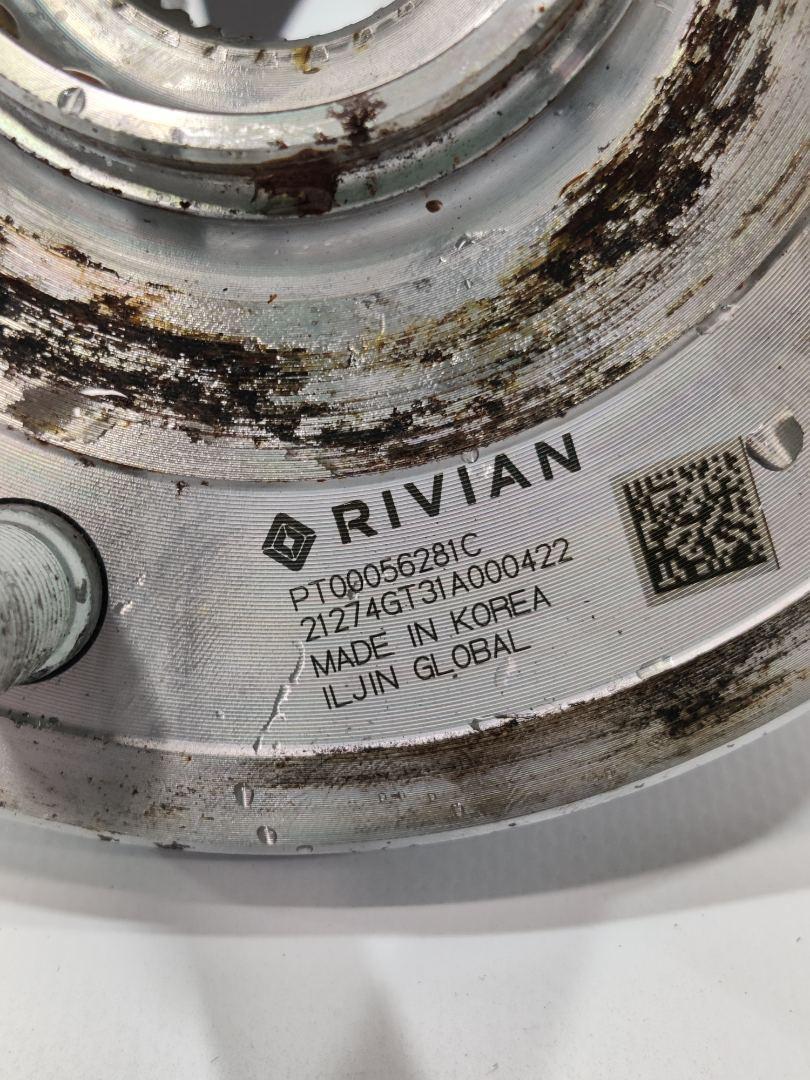 RIVIAN
PT00056281C
21274GT31A000422
MADE IN KOREA
ILJIN GLOBAL